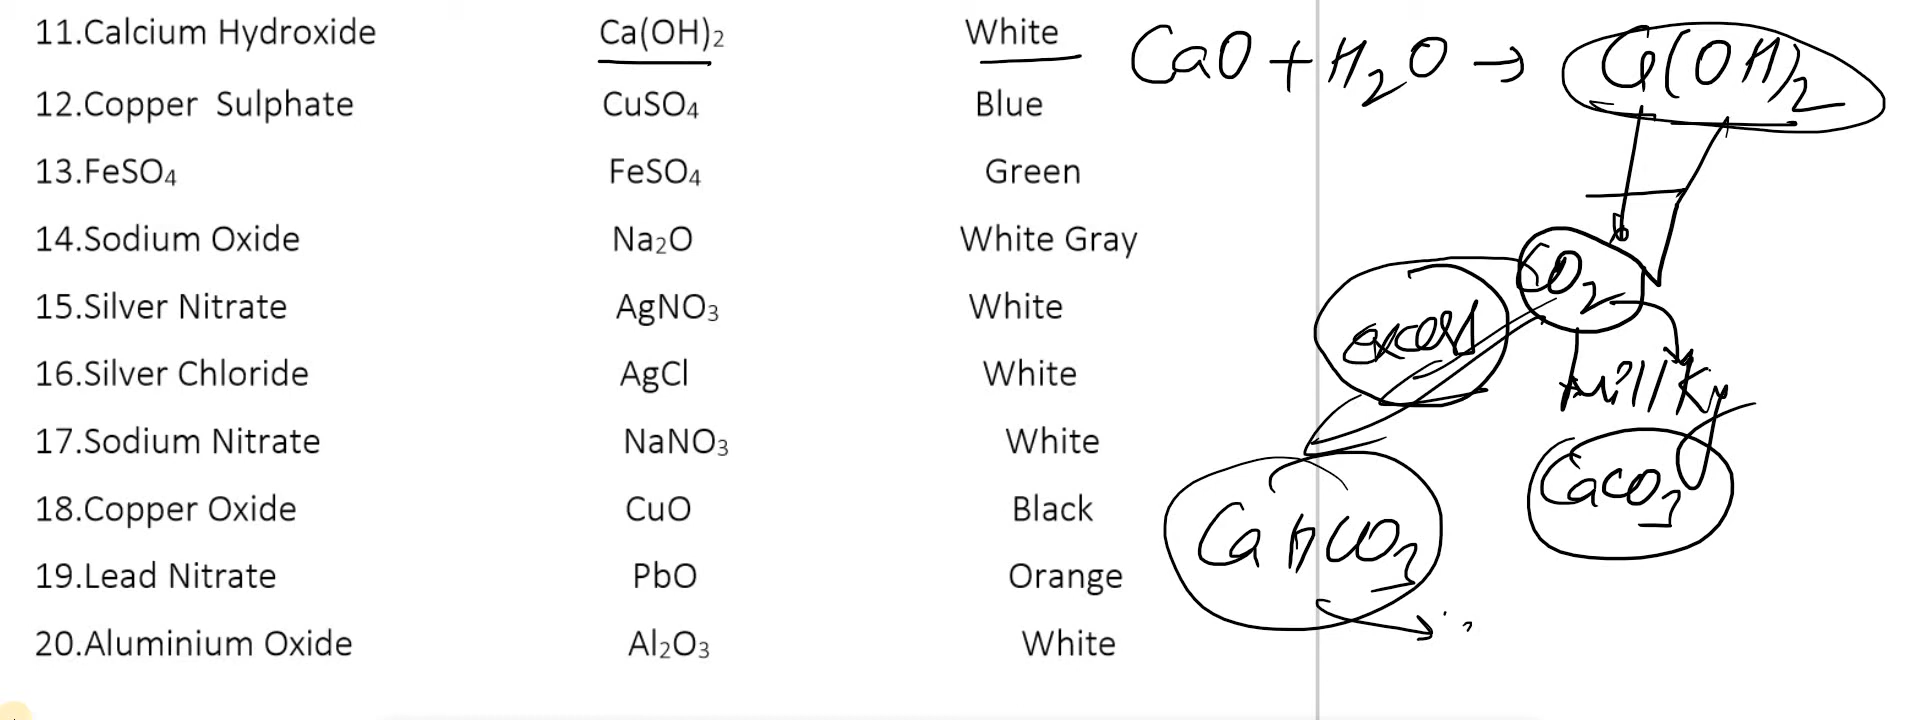 11.Calcium Hydroxide Ca(OH)₂ White CaO + H₂O → Ca(OH)₂
12.Copper Sulphate CuSO₄ Blue
13.FeSO₄ FeSO₄ Green
14.Sodium Oxide Na₂O White Gray
CO₂
15.Silver Nitrate AgNO₃ White
excess
16.Silver Chloride AgCl White
millky
17.Sodium Nitrate NaNO₃ White
CaCO₃
18.Copper Oxide CuO Black
CaHCO₃
19.Lead Nitrate PbO Orange
20.Aluminium Oxide Al₂O₃ White